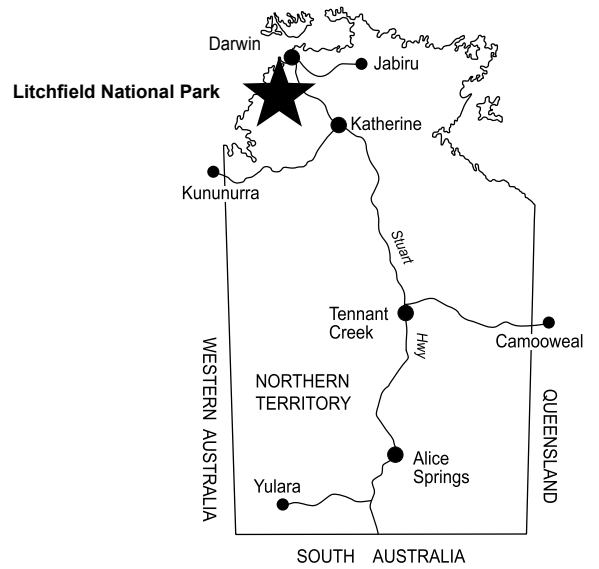 Darwin
Jabiru
Litchfield National Park
Katherine
Kununurra
Stuart
Tennant
Creek
Hwy
Camooweal
WESTERN AUSTRALIA
NORTHERN
TERRITORY
QUEENSLAND
Alice
Springs
Yulara
SOUTH AUSTRALIA